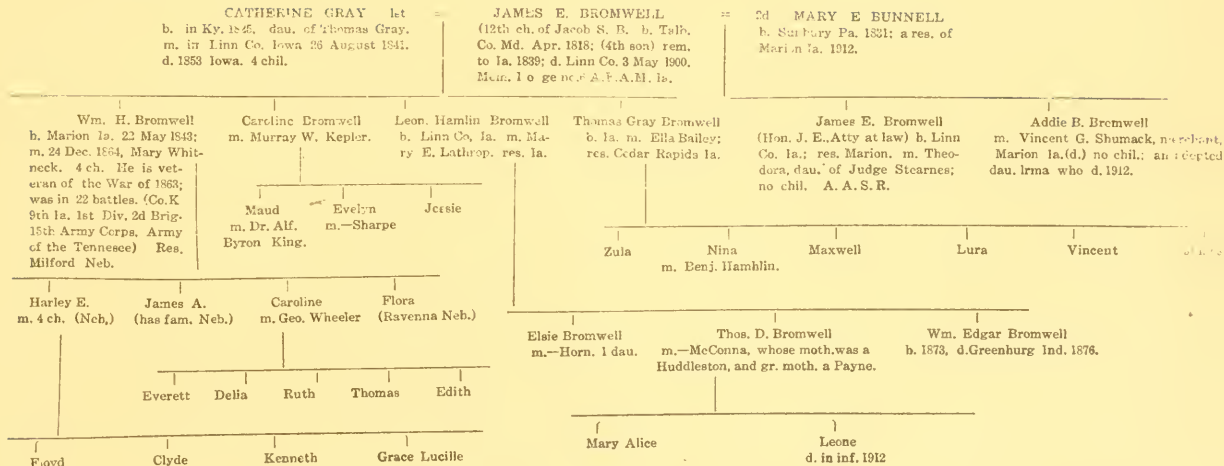 CATHERINE GRAY 1st = JAMES E. BROMWELL = 2d MARY E BUNNELL
b. in Ky. dau. of Thomas Gray.
m. in Linn Co. Iowa 26 August 1841.
d. 1853 Iowa. 4 chil.
(12th ch. of Jacob S. B. b. Talb.
Co. Md. Apr. 1818; (4th son) rem.
to Ia. 1839; d. Linn Co. 3 May 1900.
A.F.A.M. Ia.
b. Pa. 1831; a res. of
Marion Ia. 1912.
Wm. H. Bromwell
b. Marion Ia. 22 May 1843;
m. 24 Dec. 1864, Mary Whit-
neck. 4 ch. He is vet-
eran of the War of 1863;
was in 22 battles. (Co.K
9th Ia. 1st Div. 2d Brig-
15th Army Corps, Army
of the Tennesee) Res.
Milford Neb.
Caroline Bromwell
m. Murray W. Kepler.
Leon. Hamlin Bromwell
b. Linn Co, Ia. m. Ma-
ry E. Lathrop. res. Ia.
Thomas Gray Bromwell
b. Ia. m. Ella Bailey;
res. Cedar Rapids Ia.
James E. Bromwell
(Hon. J. E., Atty at law) b. Linn
Co. Ia.; res. Marion. m. Theo-
dora, dau. of Judge Stearnes;
no chil. A. A. S. R.
Addie B. Bromwell
m. Vincent G. Shumack, merchant,
Marion Ia.(d.) no chil.; an adopted
dau. Irma who d. 1912.
Maud
m. Dr. Alf.
Byron King.
Evelyn
m.—Sharpe
Jessie
Zula
Nina
m. Benj. Hamhlin.
Maxwell
Lura
Vincent
Harley E.
m. 4 ch. (Neb,)
James A.
(has fam. Neb.)
Caroline
m. Geo. Wheeler
Flora
(Ravenna Neb.)
Elsie Bromwell
m.--Horn. 1 dau.
Thos. D. Bromwell
m.—McConna, whose moth.was a
Huddleston, and gr. moth. a Payne.
Wm. Edgar Bromwell
b. 1873, d.Greenhurg Ind. 1876.
Everett Delia Ruth Thomas Edith
Mary Alice
Leone
d. in inf. 1912
Floyd Clyde Kenneth Grace Lucille